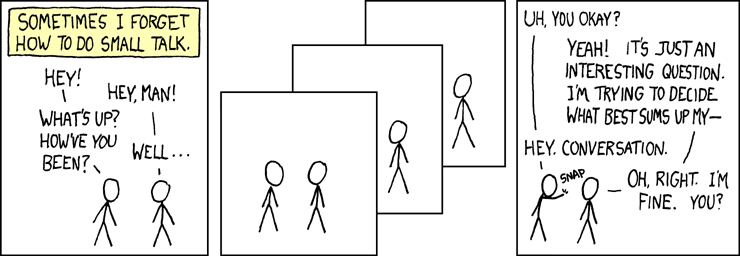 SOMETIMES I FORGET
HOW TO DO SMALL TALK.
HEY!
HEY, MAN!
WHAT'S UP?
HOW'VE YOU
BEEN?
WELL...
UH, YOU OKAY?
YEAH! IT'S JUST AN
INTERESTING QUESTION.
I'M TRYING TO DECIDE
WHAT BEST SUMS UP MY—
HEY. CONVERSATION.
SNAP
OH, RIGHT. I'M
FINE. YOU?